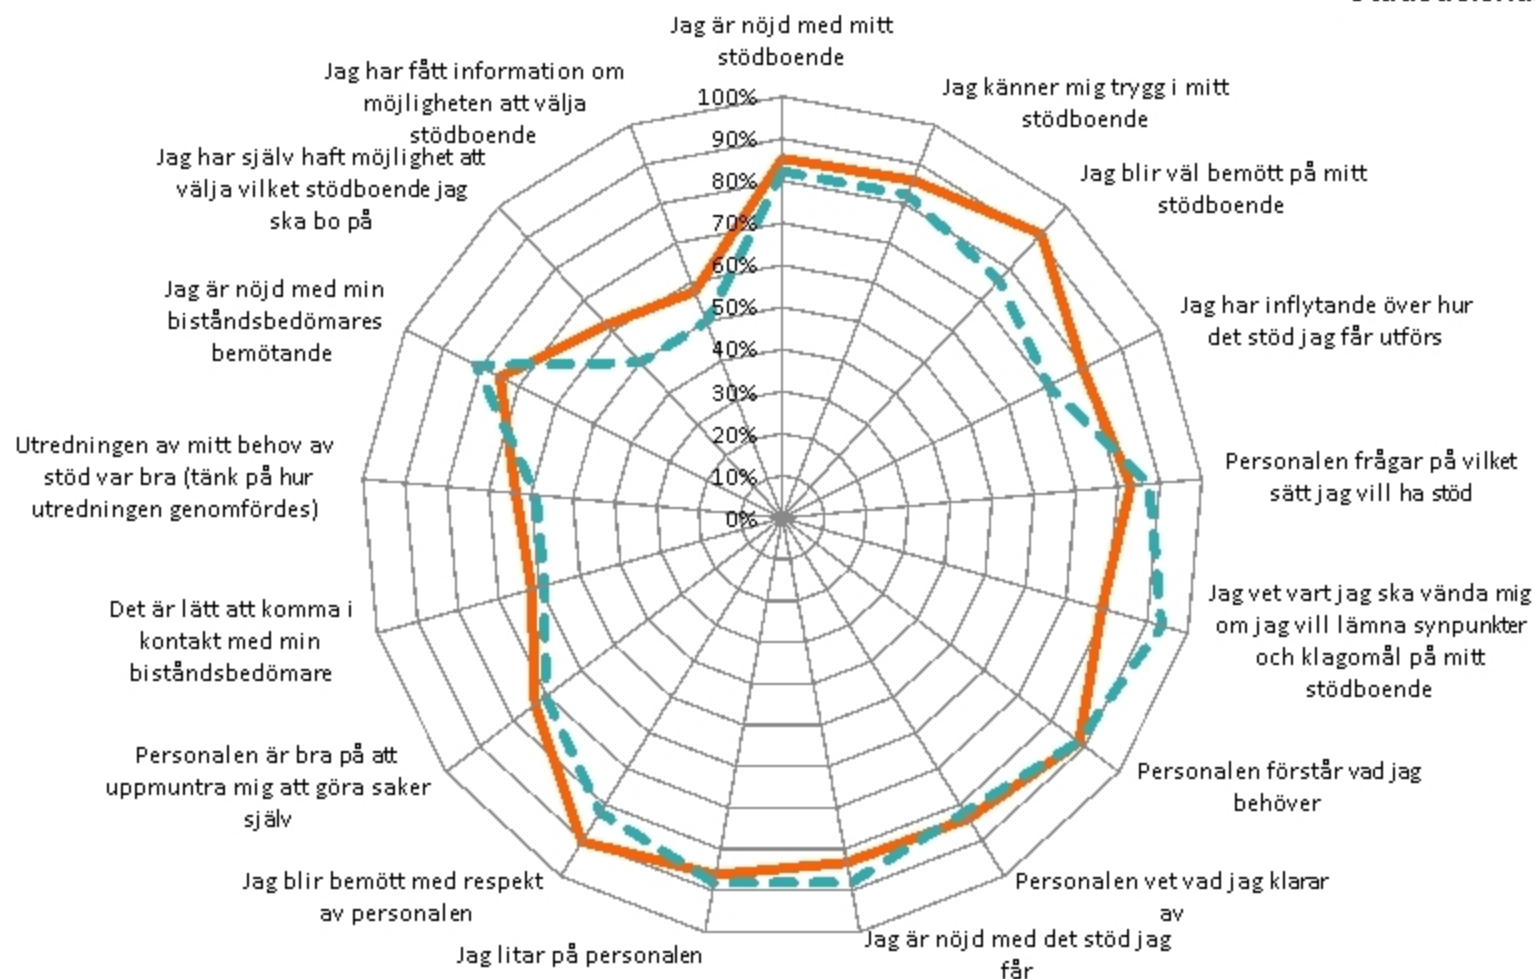 Jag är nöjd med mitt
stödboende
Jag känner mig trygg i mitt
stödboende
Jag blir väl bemött på mitt
stödboende
Jag har inflytande över hur
det stöd jag får utförs
Personalen frågar på vilket
sätt jag vill ha stöd
Jag vet vart jag ska vända mig
om jag vill lämna synpunkter
och klagomål på mitt
stödboende
Personalen förstår vad jag
behöver
Personalen vet vad jag klarar
av
Jag är nöjd med det stöd jag
får
Jag litar på personalen
Jag blir bemött med respekt
av personalen
Personalen är bra på att
uppmuntra mig att göra saker
själv
Det är lätt att komma i
kontakt med min
biståndsbedömare
Utredningen av mitt behov av
stöd var bra (tänk på hur
utredningen genomfördes)
Jag är nöjd med min
biståndsbedömares
bemötande
Jag har själv haft möjlighet att
välja vilket stödboende jag
ska bo på
Jag har fått information om
möjligheten att välja
stödboende
100%
90%
80%
70%
60%
50%
40%
30%
20%
10%
0%